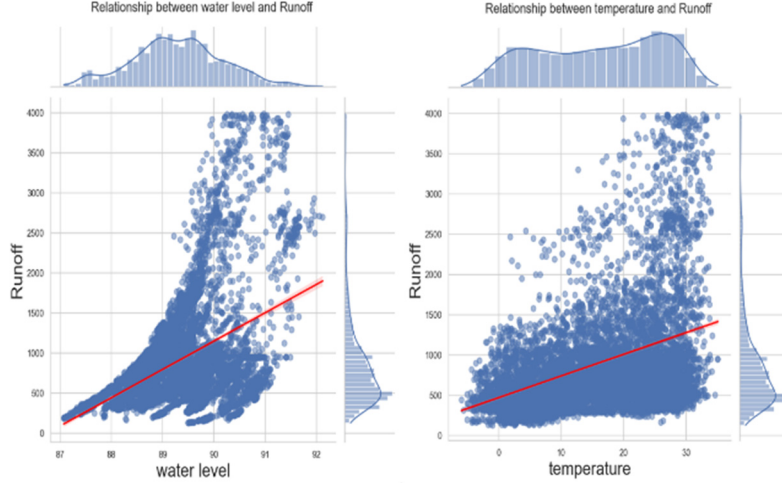 Relationship between water level and Runoff
4000
3500
3000
2500
2000
1500
1000
500
0
Runoff
87 88 89 90 91 92
water level
Relationship between temperature and Runoff
4000
3500
3000
2500
2000
1500
1000
500
0
Runoff
0 10 20 30
temperature